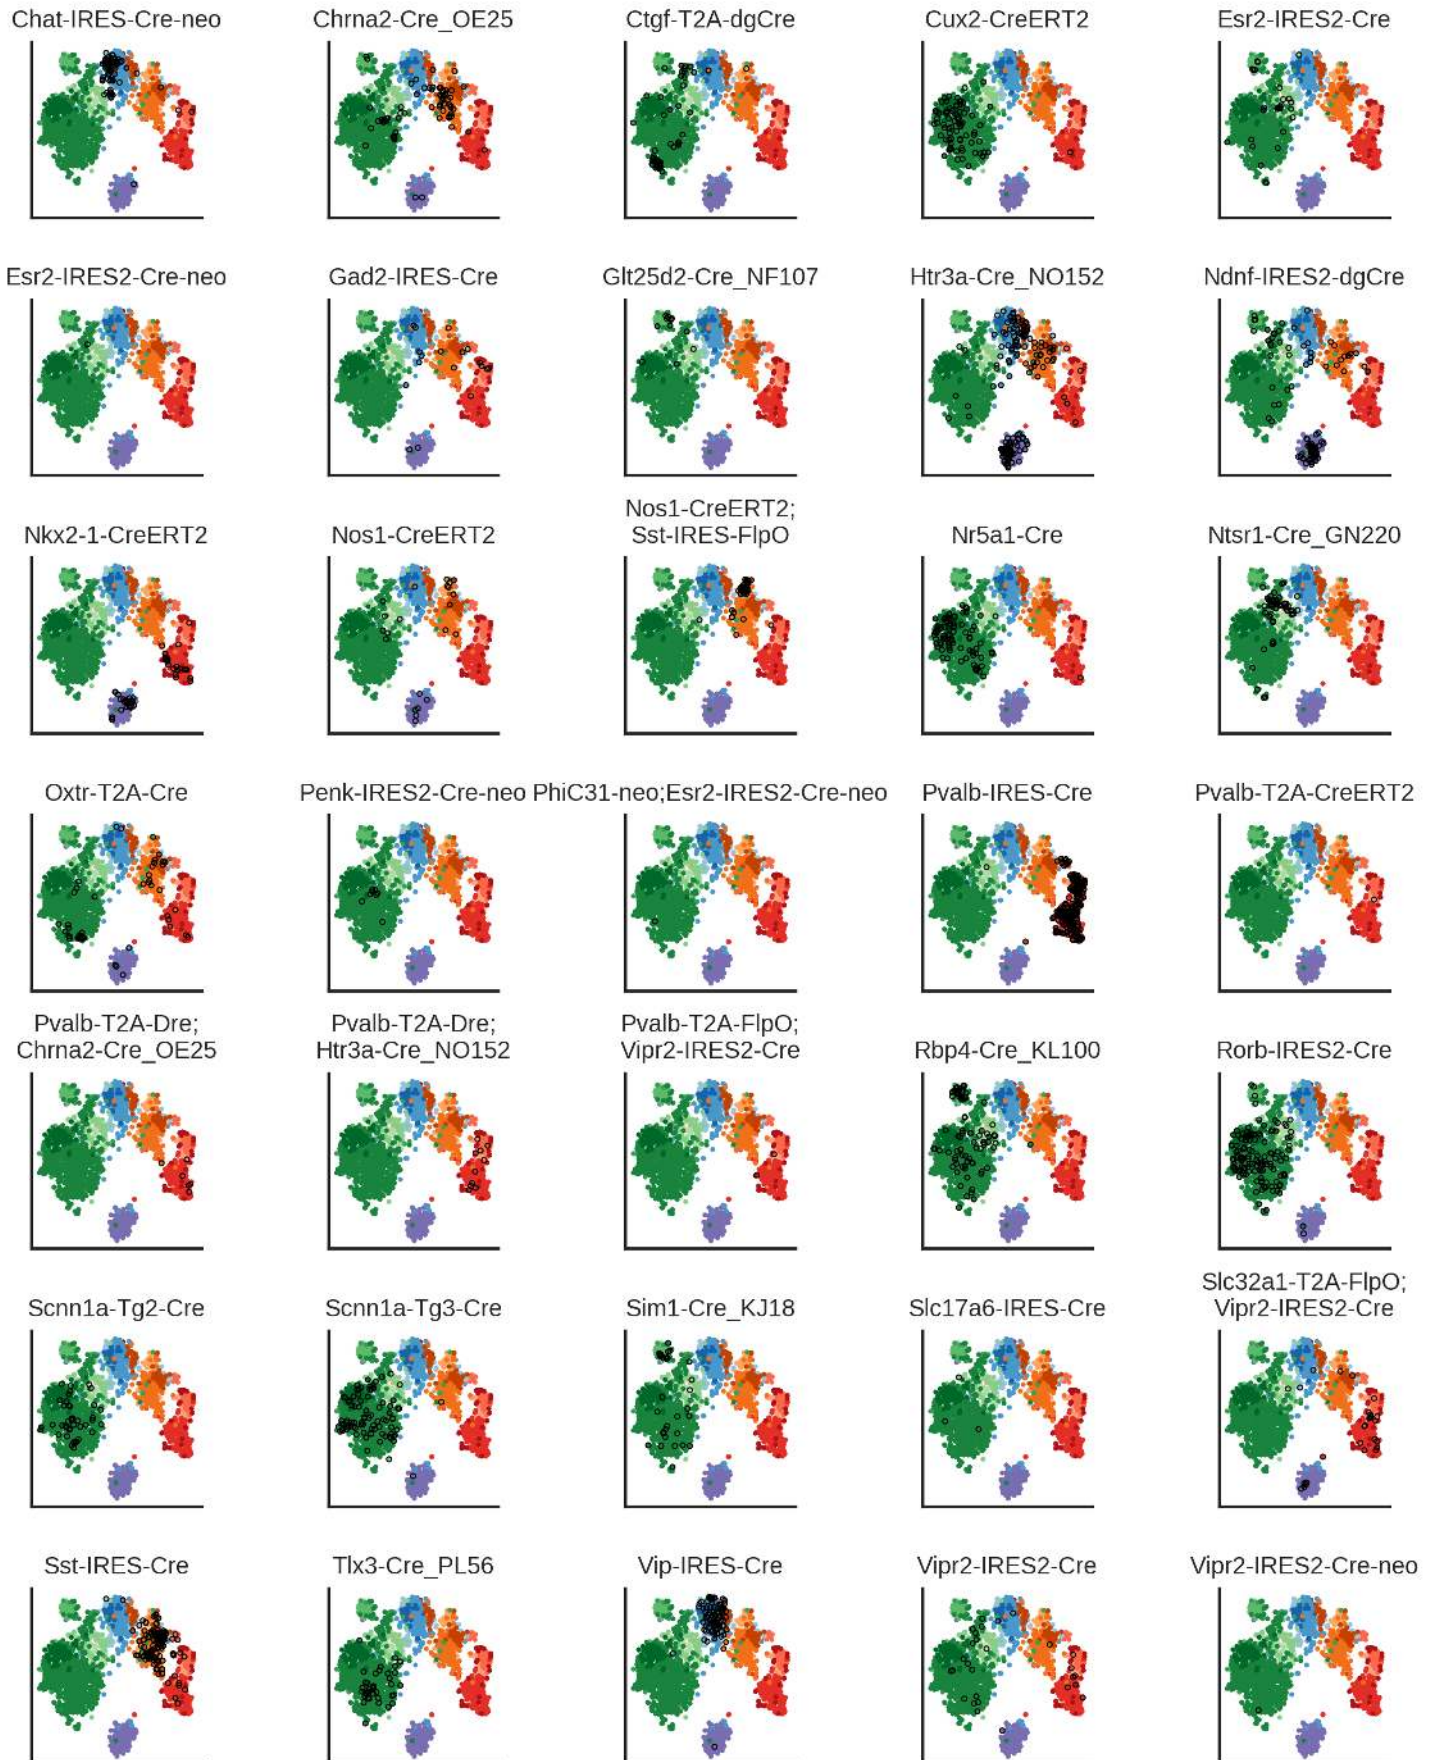 Chat-IRES-Cre-neo
Chrna2-Cre_OE25
Ctgf-T2A-dgCre
Cux2-CreERT2
Esr2-IRES2-Cre
Esr2-IRES2-Cre-neo
Gad2-IRES-Cre
Glt25d2-Cre_NF107
Htr3a-Cre_NO152
Ndnf-IRES2-dgCre
Nkx2-1-CreERT2
Nos1-CreERT2
Nos1-CreERT2;
Sst-IRES-FlpO
Nr5a1-Cre
Ntsr1-Cre_GN220
Oxtr-T2A-Cre
Penk-IRES2-Cre-neo
PhiC31-neo;Esr2-IRES2-Cre-neo
Pvalb-IRES-Cre
Pvalb-T2A-CreERT2
Pvalb-T2A-Dre;
Chrna2-Cre_OE25
Pvalb-T2A-Dre;
Htr3a-Cre_NO152
Pvalb-T2A-FlpO;
Vipr2-IRES2-Cre
Rbp4-Cre_KL100
Rorb-IRES2-Cre
Scnn1a-Tg2-Cre
Scnn1a-Tg3-Cre
Sim1-Cre_KJ18
Slc17a6-IRES-Cre
Slc32a1-T2A-FlpO;
Vipr2-IRES2-Cre
Sst-IRES-Cre
Tlx3-Cre_PL56
Vip-IRES-Cre
Vipr2-IRES2-Cre
Vipr2-IRES2-Cre-neo